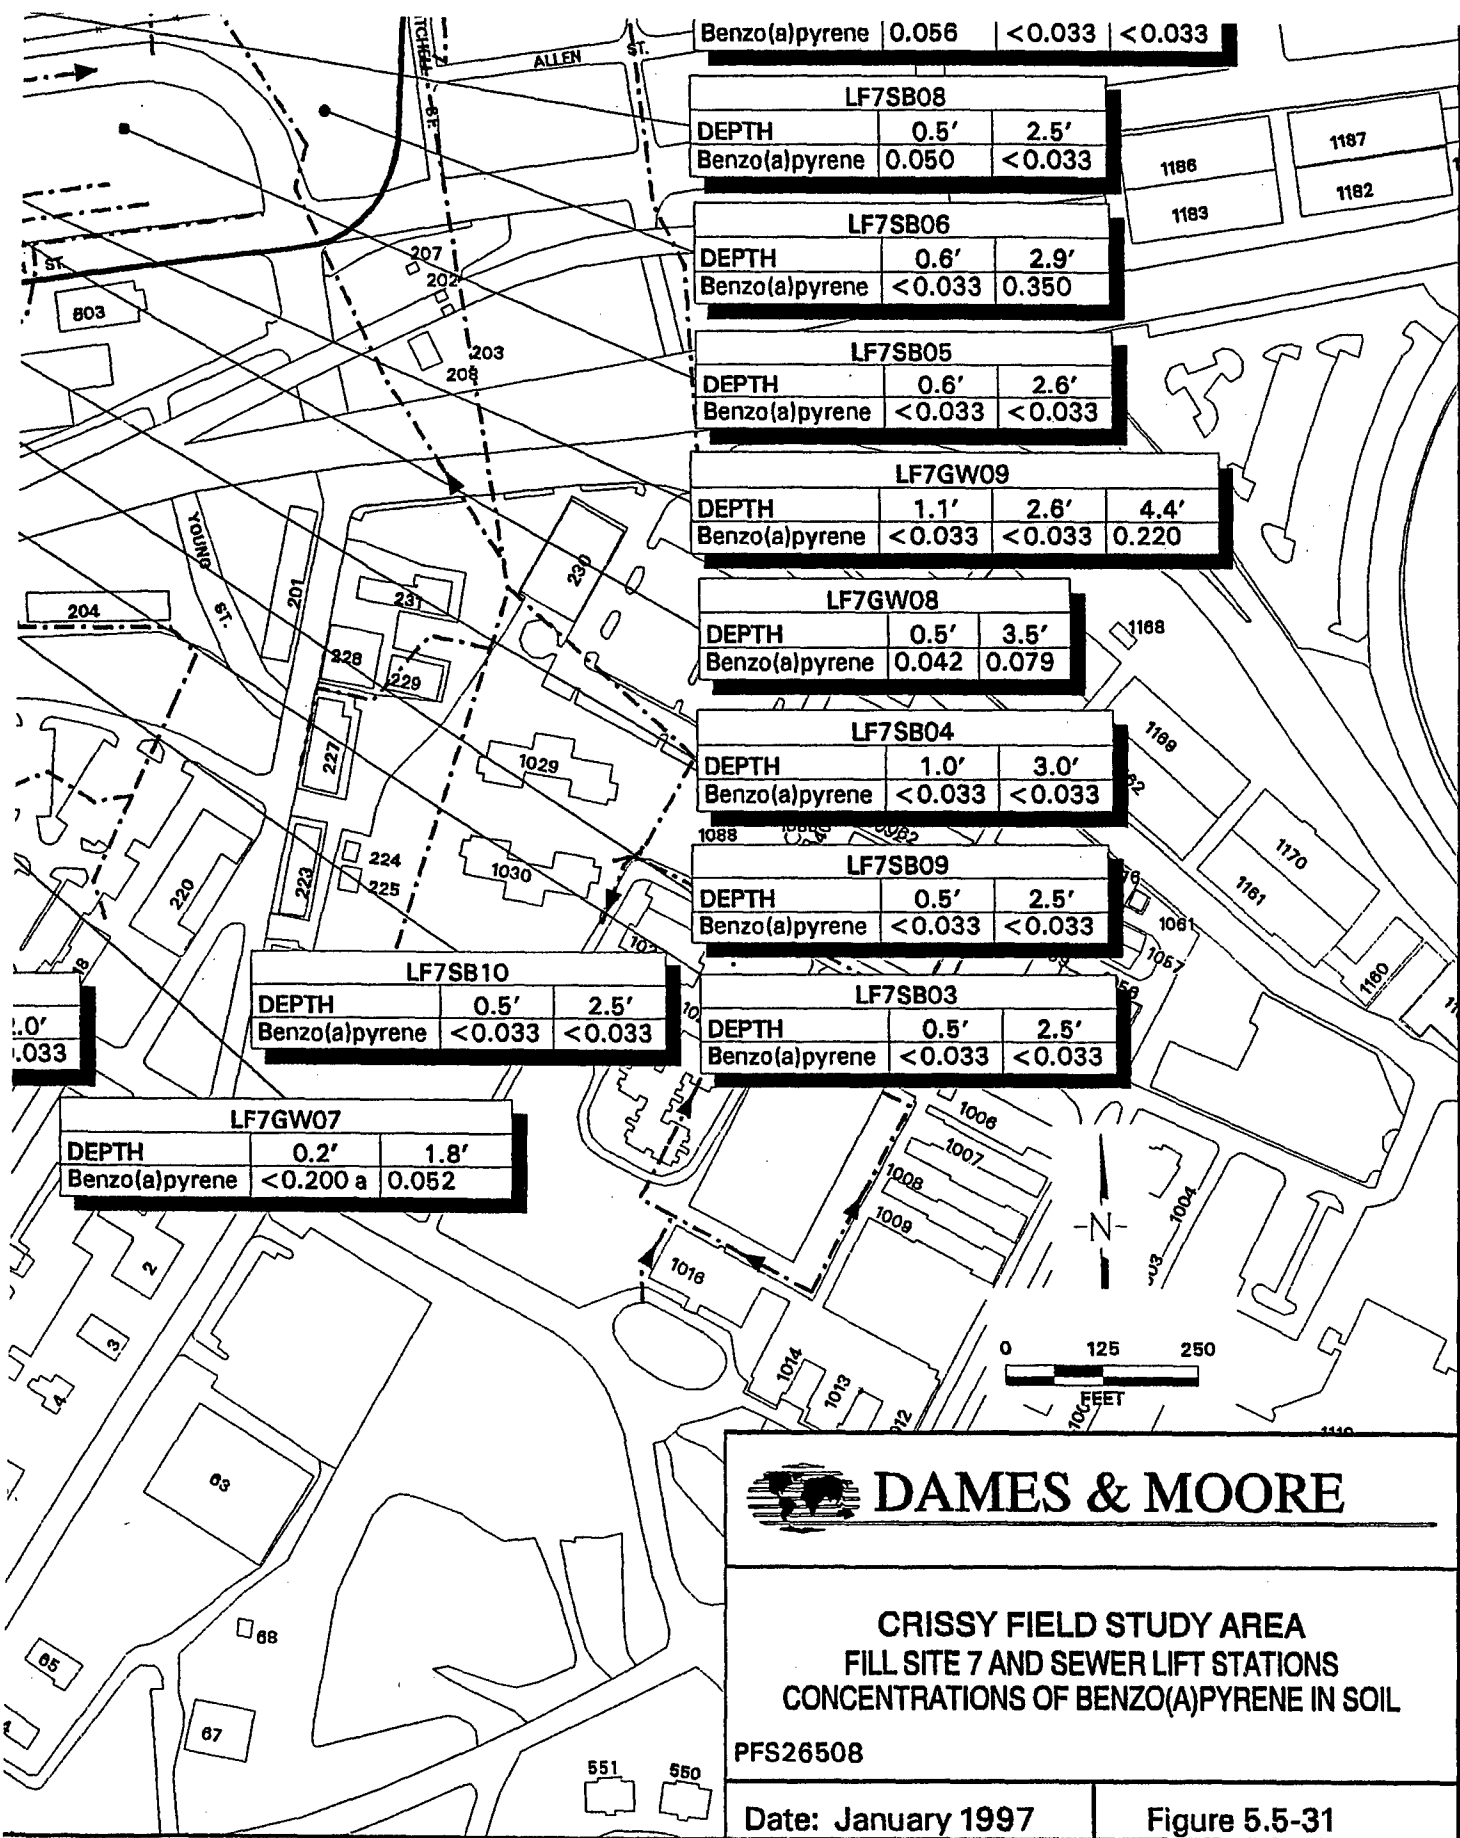 Benzo(a)pyrene 0.056 <0.033 <0.033
ALLEN ST.
LF7SB08
DEPTH 0.5′ 2.5′
Benzo(a)pyrene 0.050 <0.033
1187
1186
1182
1183
LF7SB06
DEPTH 0.6′ 2.9′
Benzo(a)pyrene <0.033 0.350
207
ST.
202
803
LF7SB05
DEPTH 0.6′ 2.6′
Benzo(a)pyrene <0.033 <0.033
203
208
LF7GW09
DEPTH 1.1′ 2.6′ 4.4′
Benzo(a)pyrene <0.033 <0.033 0.220
YOUNG ST.
201
230
231
204
LF7GW08
DEPTH 0.5′ 3.5′
Benzo(a)pyrene 0.042 0.079
1168
228
229
LF7SB04
DEPTH 1.0′ 3.0′
Benzo(a)pyrene <0.033 <0.033
1169
227
1029
1088
LF7SB09
DEPTH 0.5′ 2.5′
Benzo(a)pyrene <0.033 <0.033
1170
1161
224
225
223
220
1030
1061
1057
1160
LF7SB10
DEPTH 0.5′ 2.5′
Benzo(a)pyrene <0.033 <0.033
LF7SB03
DEPTH 0.5′ 2.5′
Benzo(a)pyrene <0.033 <0.033
.0′
.033
LF7GW07
DEPTH 0.2′ 1.8′
Benzo(a)pyrene <0.200 a 0.052
1006
1007
1008
1009
1004
-N-
2
3
4
1016
1014
1013
0 125 250
FEET
63
DAMES & MOORE
CRISSY FIELD STUDY AREA
FILL SITE 7 AND SEWER LIFT STATIONS
CONCENTRATIONS OF BENZO(A)PYRENE IN SOIL
68
65
67
PFS26508
551
550
Date: January 1997
Figure 5.5-31